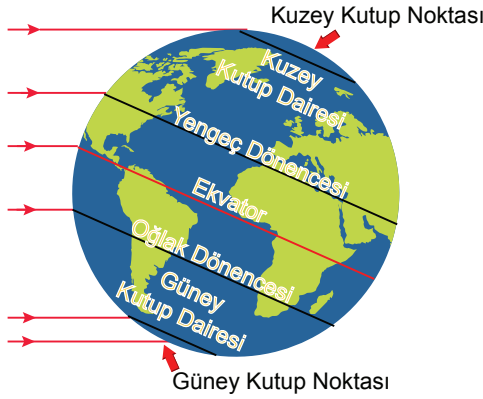 Kuzey Kutup Noktası
Kuzey
Kutup Dairesi
Yengeç Dönencesi
Ekvator
Oğlak Dönencesi
Güney
Kutup Dairesi
Güney Kutup Noktası